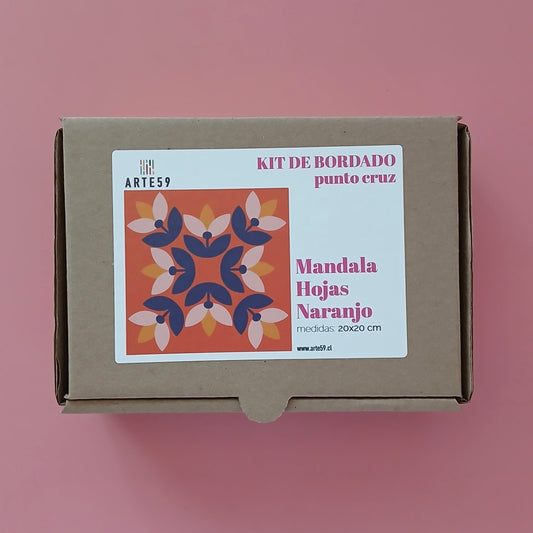 ARTE59
KIT DE BORDADO
punto cruz
Mandala
Hojas
Naranjo
medidas: 20x20 cm
www.arte59.cl